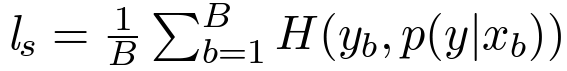 $l_s = \frac{1}{B} \sum_{b=1}^{B} H(y_b, p(y|x_b))$